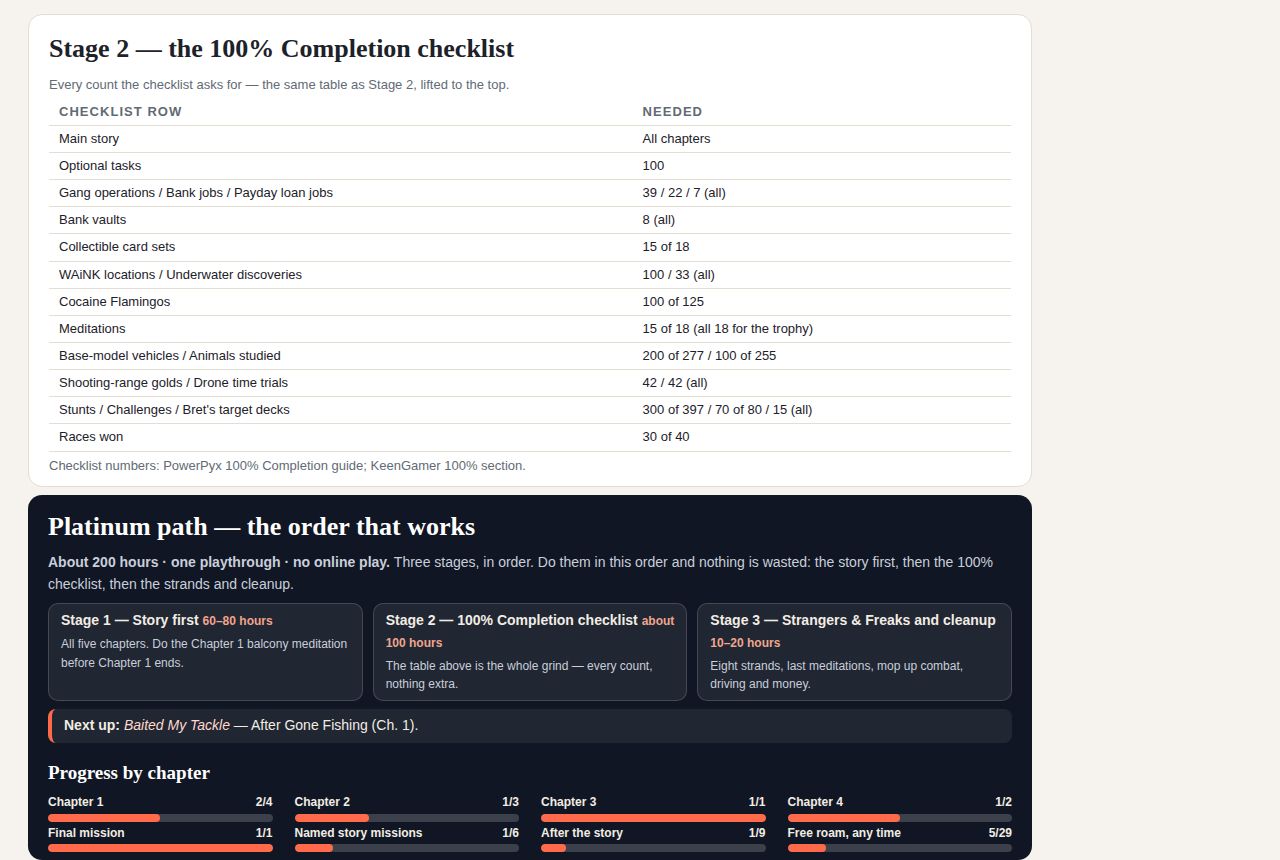 Stage 2 — the 100% Completion checklist
Every count the checklist asks for — the same table as Stage 2, lifted to the top.
CHECKLIST ROW NEEDED
Main story All chapters
Optional tasks 100
Gang operations / Bank jobs / Payday loan jobs 39 / 22 / 7 (all)
Bank vaults 8 (all)
Collectible card sets 15 of 18
WAiNK locations / Underwater discoveries 100 / 33 (all)
Cocaine Flamingos 100 of 125
Meditations 15 of 18 (all 18 for the trophy)
Base-model vehicles / Animals studied 200 of 277 / 100 of 255
Shooting-range golds / Drone time trials 42 / 42 (all)
Stunts / Challenges / Bret's target decks 300 of 397 / 70 of 80 / 15 (all)
Races won 30 of 40
Checklist numbers: PowerPyx 100% Completion guide; KeenGamer 100% section.
Platinum path — the order that works
About 200 hours · one playthrough · no online play. Three stages, in order. Do them in this order and nothing is wasted: the story first, then the 100%
checklist, then the strands and cleanup.
Stage 1 — Story first 60–80 hours
All five chapters. Do the Chapter 1 balcony meditation
before Chapter 1 ends.
Stage 2 — 100% Completion checklist about
100 hours
The table above is the whole grind — every count,
nothing extra.
Stage 3 — Strangers & Freaks and cleanup
10–20 hours
Eight strands, last meditations, mop up combat,
driving and money.
Next up: Baited My Tackle — After Gone Fishing (Ch. 1).
Progress by chapter
Chapter 1 2/4 Chapter 2 1/3 Chapter 3 1/1 Chapter 4 1/2
Final mission 1/1 Named story missions 1/6 After the story 1/9 Free roam, any time 5/29